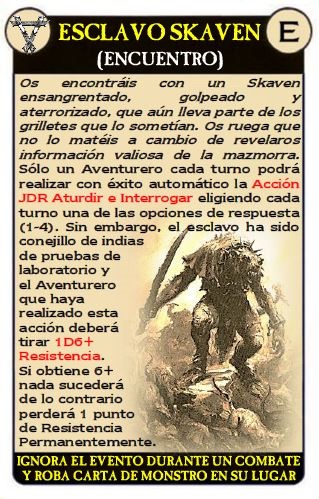 ESCLAVO SKAVEN
E
(ENCUENTRO)
Os encontráis con un Skaven
ensangrentado, golpeado y
aterrorizado, que aún lleva parte de los
grilletes que lo sometían. Os ruega que
no lo matéis a cambio de revelaros
información valiosa de la mazmorra.
Sólo un Aventurero cada turno podrá
realizar con éxito automático la Acción
JDR Aturdir e Interrogar eligiendo cada
turno una de las opciones de respuesta
(1-4). Sin embargo, el esclavo ha sido
conejillo de indias
de pruebas de
laboratorio y
el Aventurero
que haya
realizado esta
acción deberá
tirar 1D6+
Resistencia.
Si obtiene 6+
nada sucederá
de lo contrario
perderá 1 punto
de Resistencia
Permanentemente.
IGNORA EL EVENTO DURANTE UN COMBATE
Y ROBA CARTA DE MONSTRO EN SU LUGAR